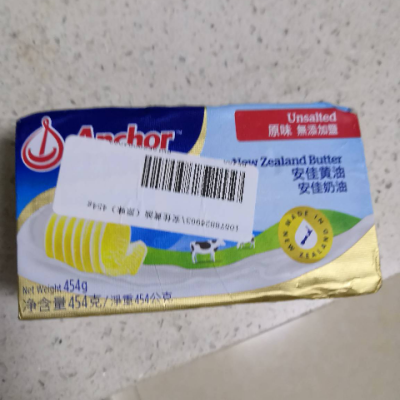 Unsalted
原味 無添加鹽
Anchor
New Zealand Butter
安佳黄油
安佳奶油
MADE IN
NEW ZEALAND
Net Weight 454g
净含量 454克/淨重454公克